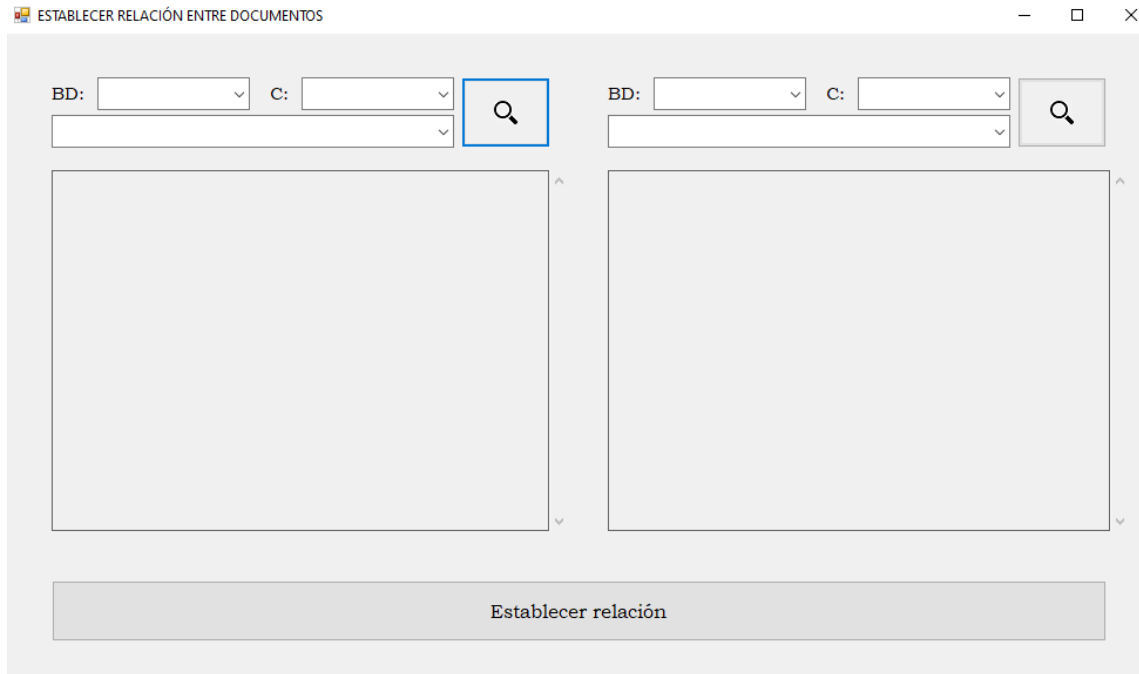 ESTABLECER RELACIÓN ENTRE DOCUMENTOS
BD: C: BD: C:
Establecer relación